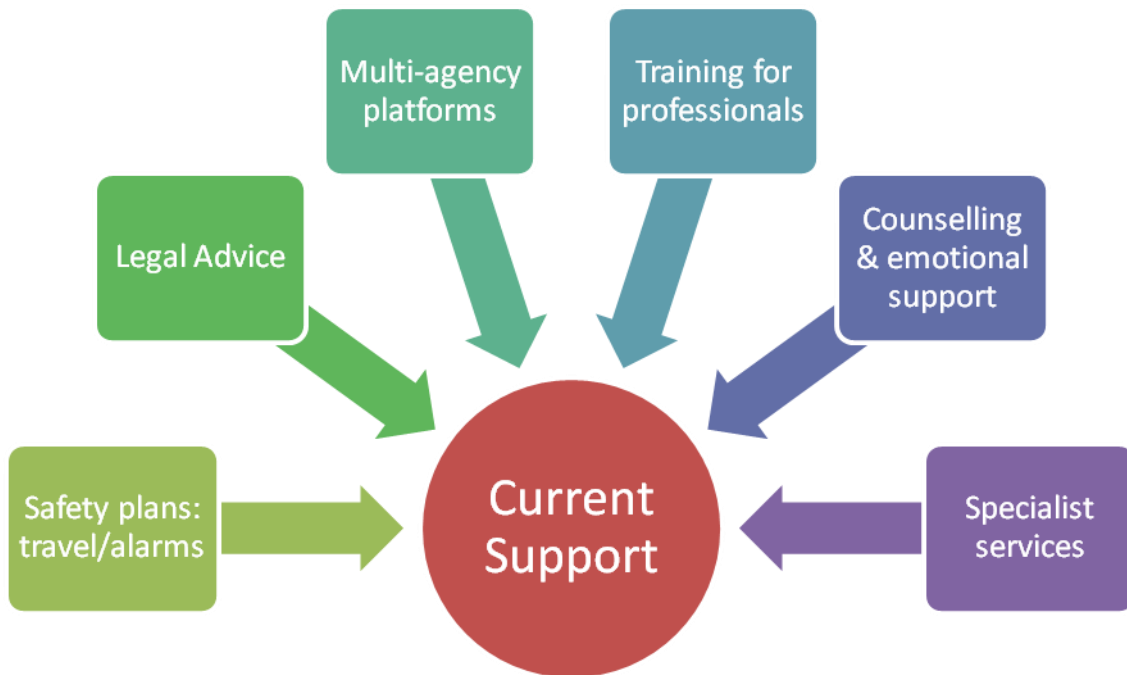 Multi-agency
platforms
Training for
professionals
Legal Advice
Counselling
& emotional
support
Safety plans:
travel/alarms
Current
Support
Specialist
services